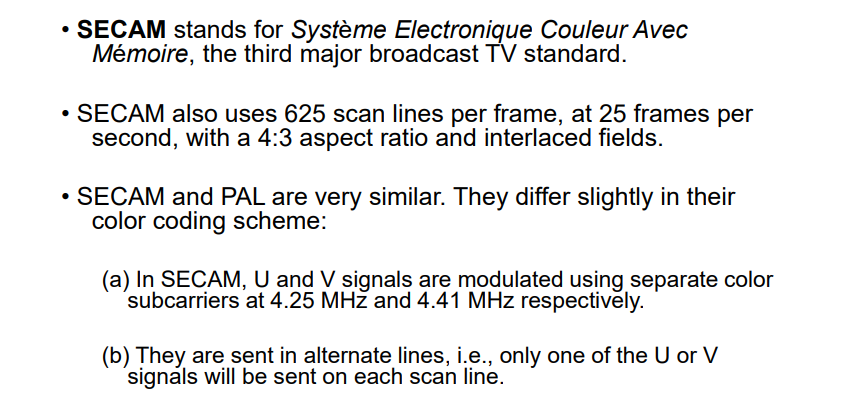 • SECAM stands for Système Electronique Couleur Avec
Mémoire, the third major broadcast TV standard.
• SECAM also uses 625 scan lines per frame, at 25 frames per
second, with a 4:3 aspect ratio and interlaced fields.
• SECAM and PAL are very similar. They differ slightly in their
color coding scheme:
(a) In SECAM, U and V signals are modulated using separate color
subcarriers at 4.25 MHz and 4.41 MHz respectively.
(b) They are sent in alternate lines, i.e., only one of the U or V
signals will be sent on each scan line.